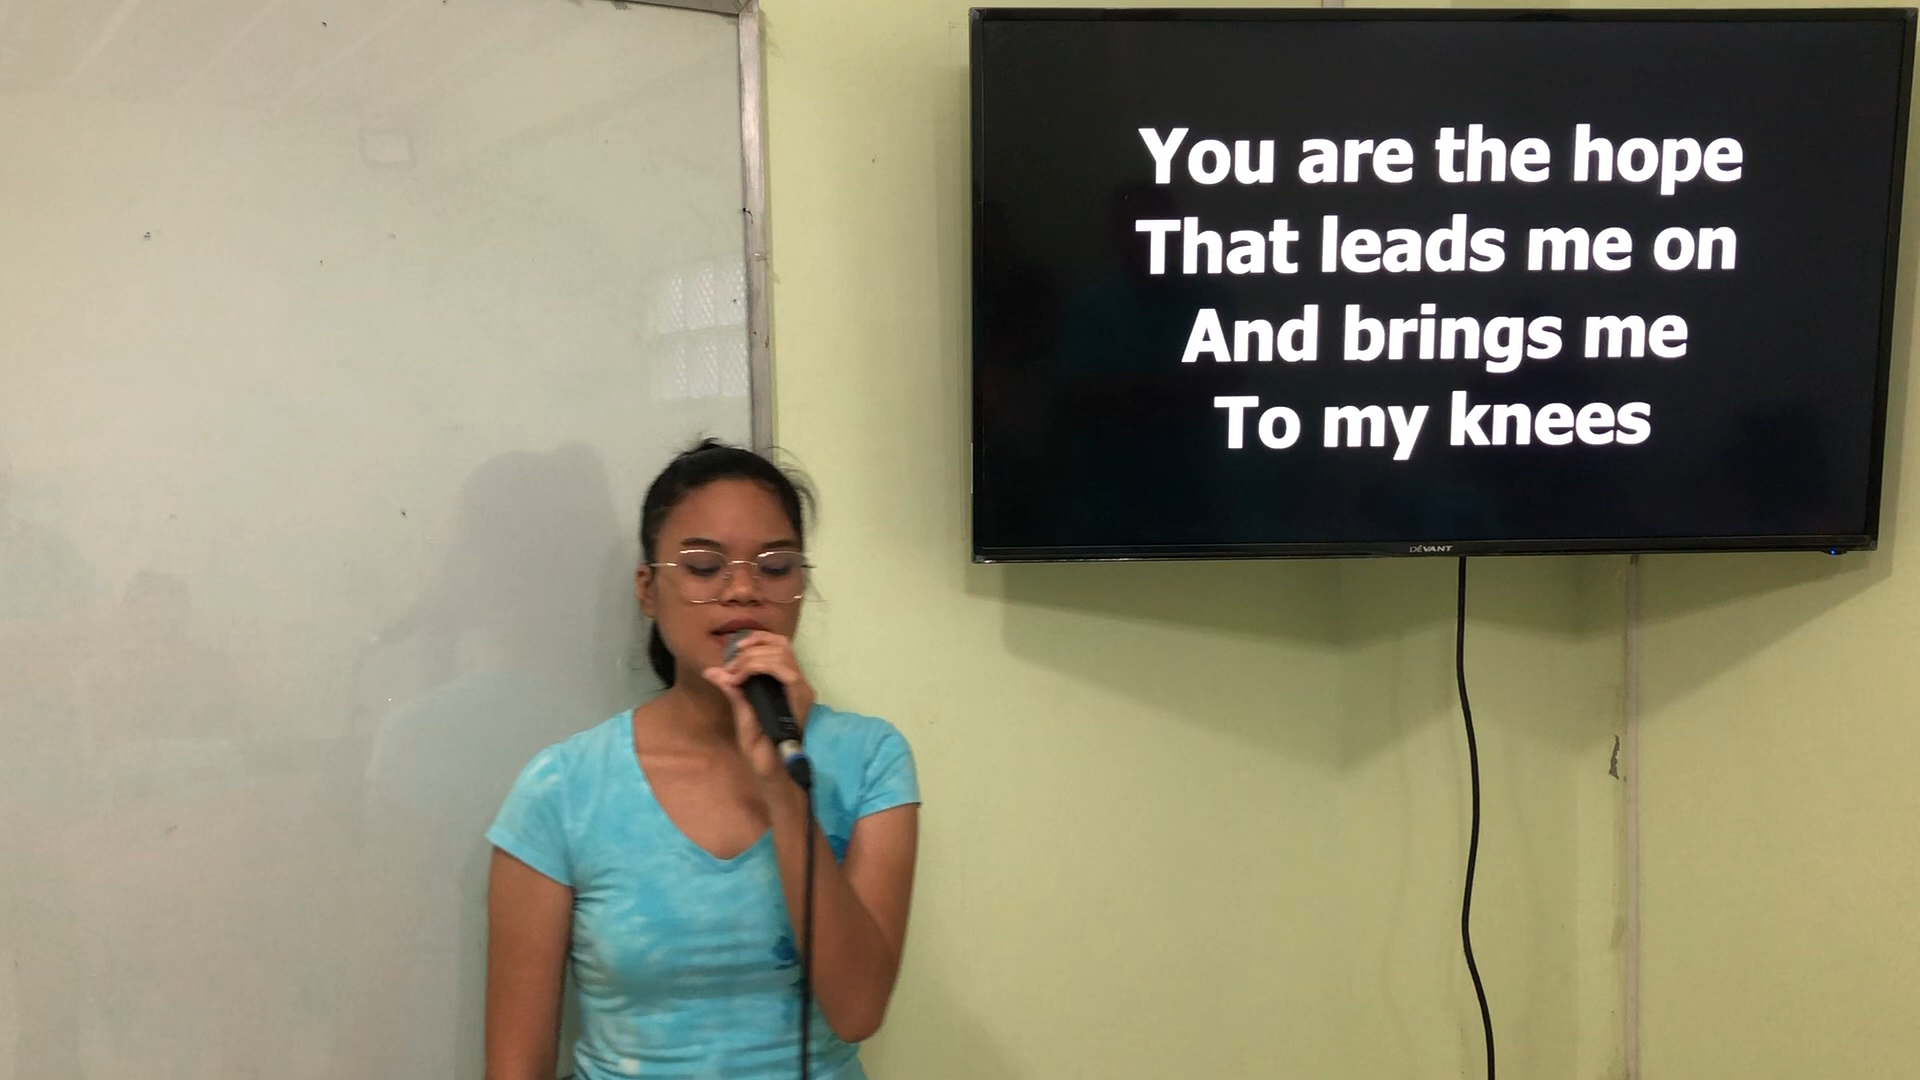 You are the hope
That leads me on
And brings me
To my knees
DEVANT